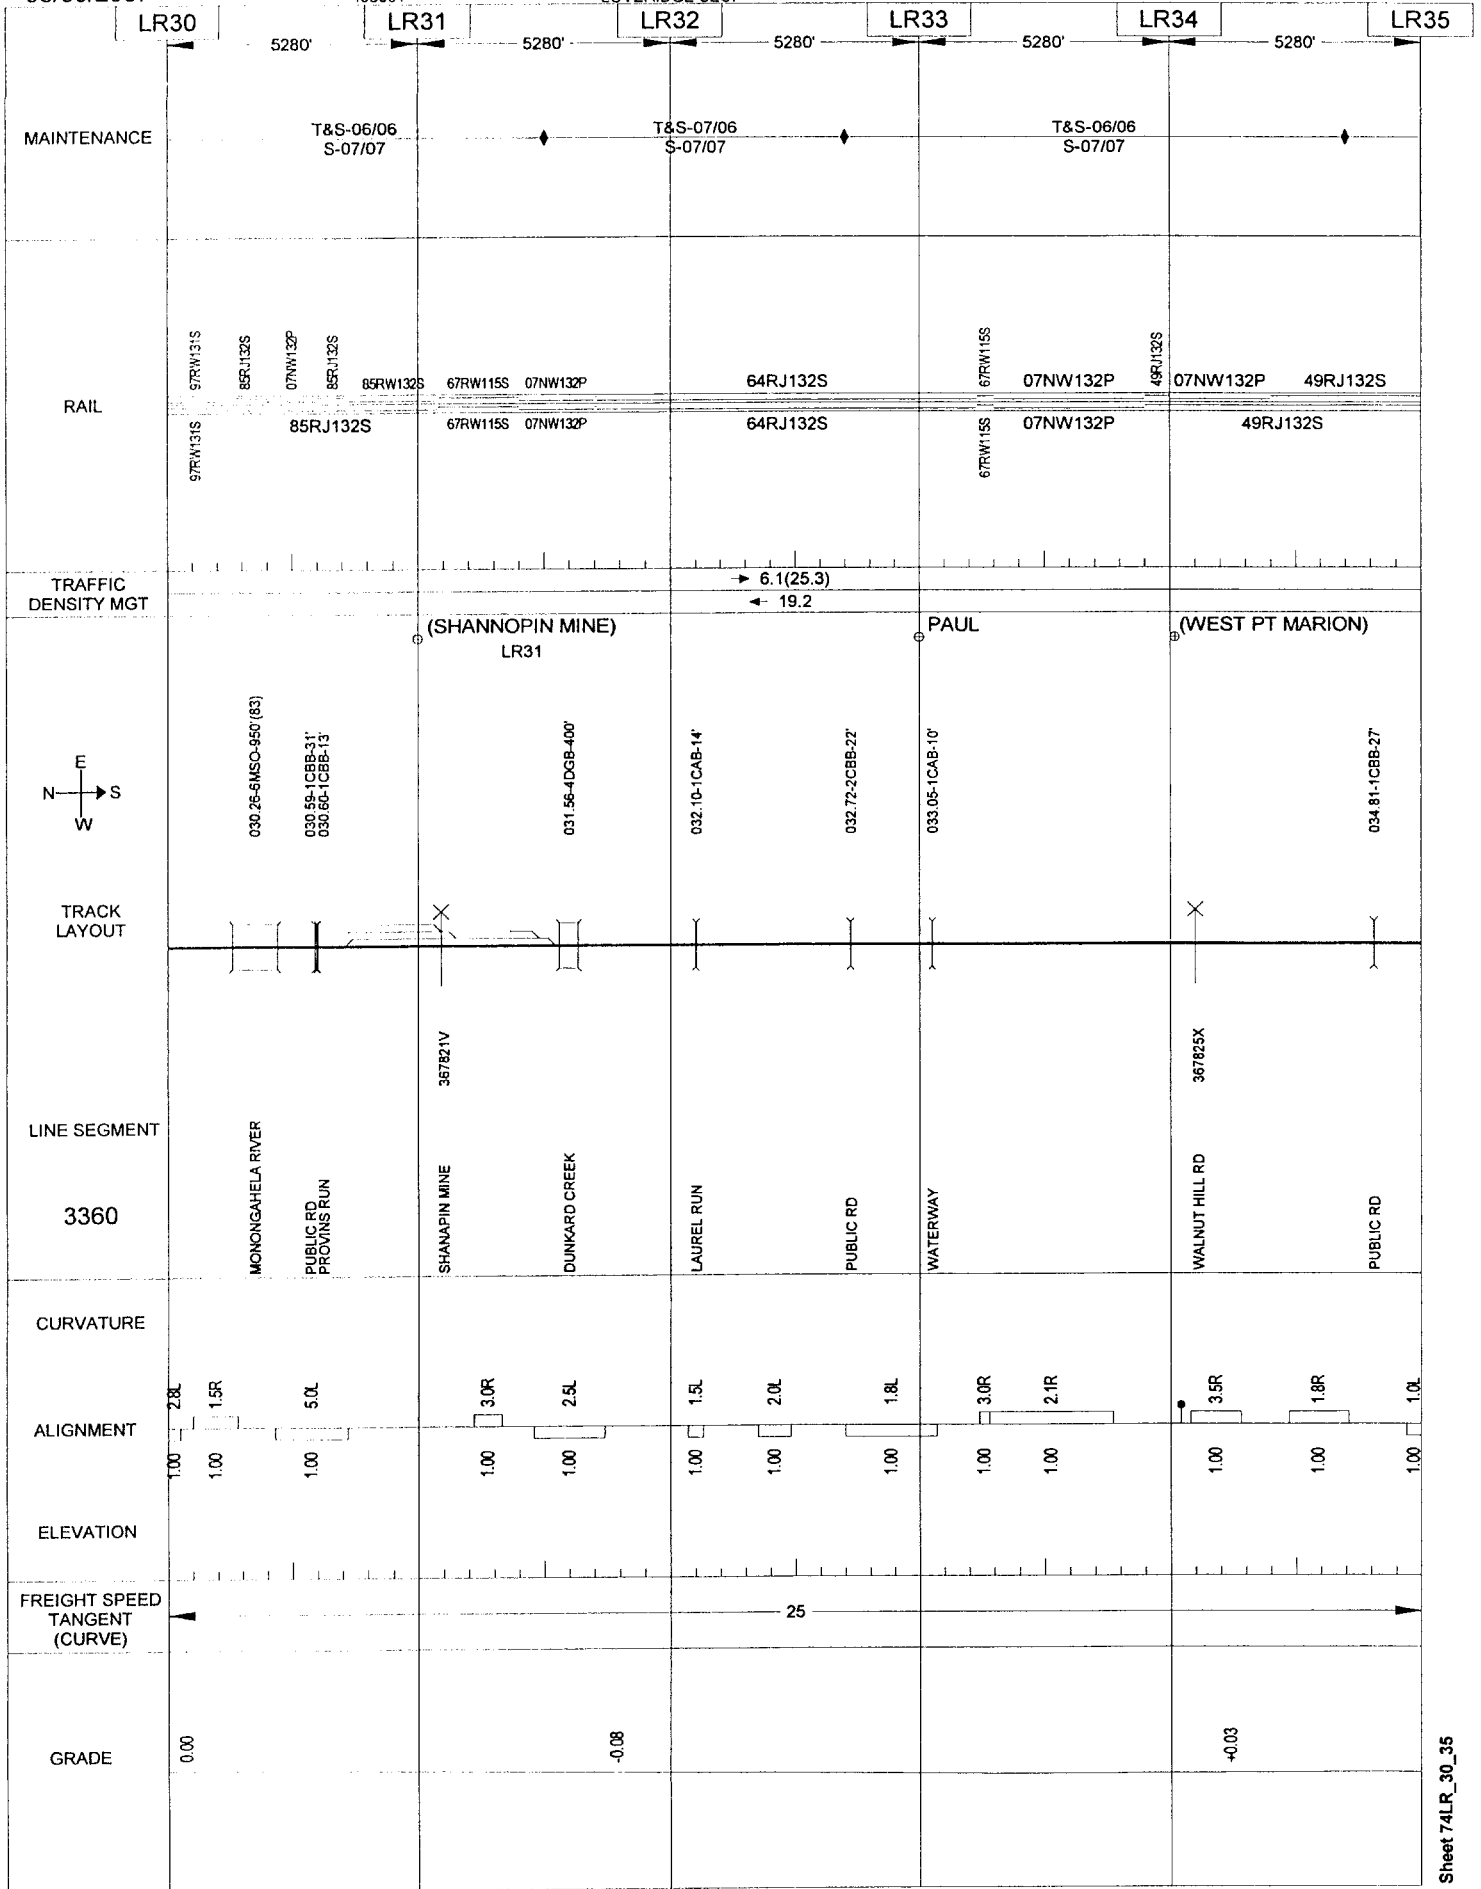 LR30 LR31 LR32 LR33 LR34 LR35
5280' 5280' 5280' 5280' 5280'
MAINTENANCE
T&S-06/06
S-07/07
T&S-07/06
S-07/07
T&S-06/06
S-07/07
RAIL
97RW131S 85RJ132S 07NW132P 85RJ132S 85RW132S 67RW115S 07NW132P 64RJ132S 67RW115S 07NW132P 49RJ132S 07NW132P 49RJ132S
97RW131S 85RJ132S 67RW115S 07NW132P 64RJ132S 67RW115S 07NW132P 49RJ132S
TRAFFIC
DENSITY MGT
6.1(25.3)
19.2
(SHANNOPIN MINE)
LR31
PAUL
(WEST PT MARION)
E
N S
W
030.26-6MSO-950'(83)
030.59-1CBB-31'
030.60-1CBB-13'
031.56-4DGB-400'
032.10-1CAB-14'
032.72-2CBB-22'
033.05-1CAB-10'
034.81-1CBB-27'
TRACK
LAYOUT
367821V
367825X
LINE SEGMENT
3360
MONONGAHELA RIVER
PUBLIC RD
PROVINS RUN
SHANAPIN MINE
DUNKARD CREEK
LAUREL RUN
PUBLIC RD
WATERWAY
WALNUT HILL RD
PUBLIC RD
CURVATURE
2.8L 1.5R 5.0L 3.0R 2.5L 1.5L 2.0L 1.8L 3.0R 2.1R 3.5R 1.8R 1.0L
ALIGNMENT
1.00 1.00 1.00 1.00 1.00 1.00 1.00 1.00 1.00 1.00 1.00 1.00 1.00
ELEVATION
FREIGHT SPEED
TANGENT
(CURVE)
25
GRADE
0.00 -0.08 +0.03
Sheet 74LR_30_35